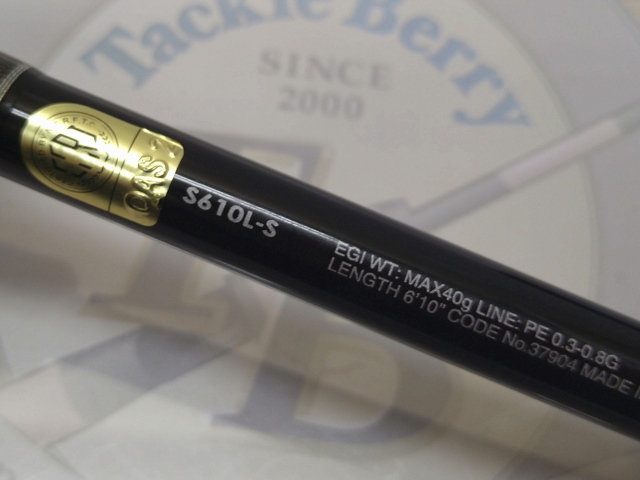 Tackle Berry
SINCE
2000
S610L-S
EGI WT: MAX40g LINE: PE 0.3-0.8G
LENGTH 6'10" CODE No.37904 MADE